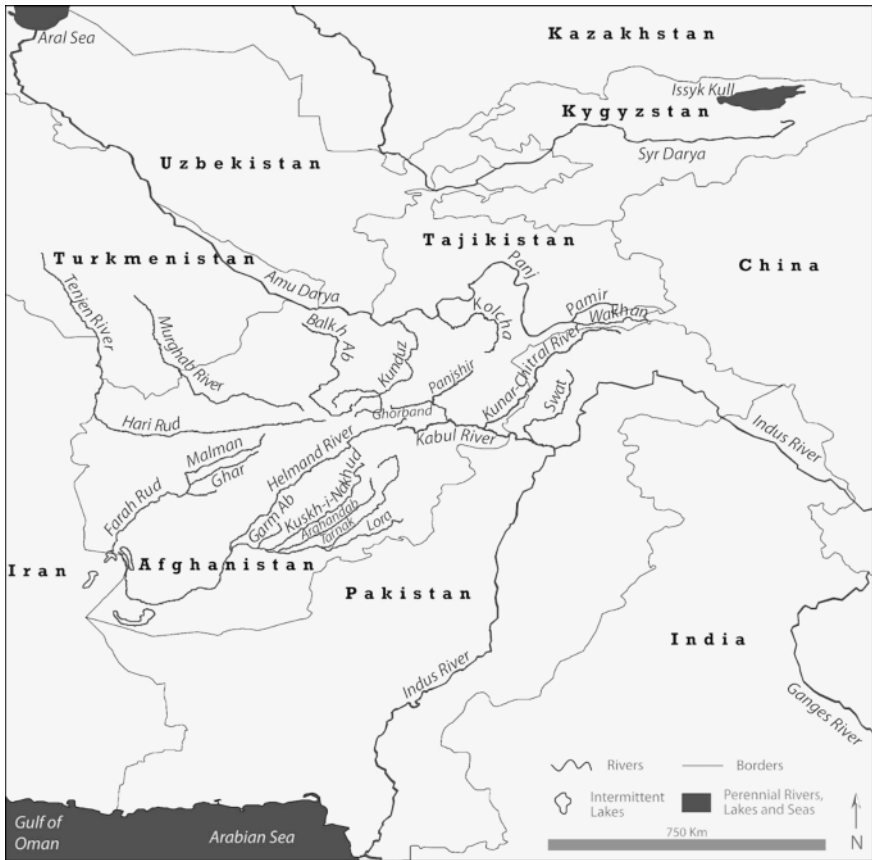 Kazakhstan
Aral Sea
Issyk Kull
Kygyzstan
Uzbekistan
Syr Darya
Tajikistan
Turkmenistan
Panj
China
Tenjen River
Amu Darya
Kolcha
Pamir
Wakhan
Murghab River
Balkh Ab
Kunduz
Panjshir
Kunar-Chitral River
Swat
Ghorband
Hari Rud
Kabul River
Indus River
Malman
Ghar
Helmand River
Farah Rud
Garm Ab
Kuskh-i-Nakhud
Arghandab
Tarnak
Lora
Iran
Afghanistan
Pakistan
India
Indus River
Ganges River
Rivers
Borders
Intermittent
Lakes
Perennial Rivers,
Lakes and Seas
Gulf of
Oman
Arabian Sea
750 Km
N